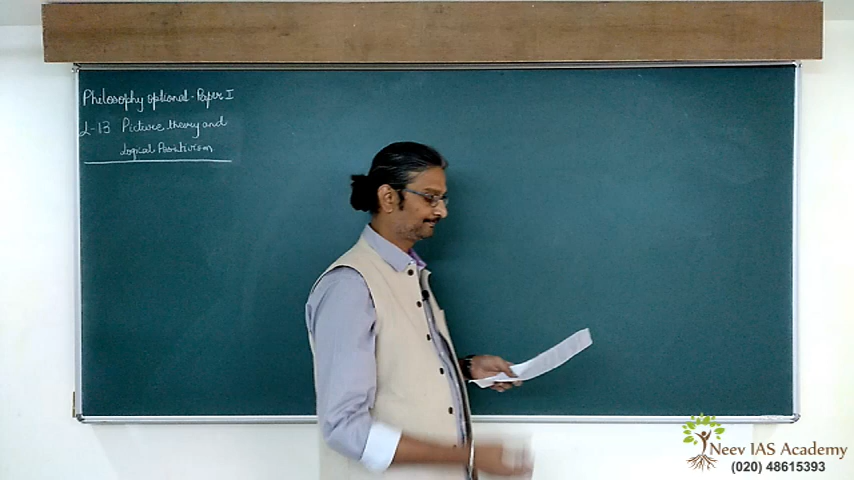 Philosophy optional - Paper I
L-13 Picture theory and
Logical Positivism
Neev IAS Academy
(020) 48615393